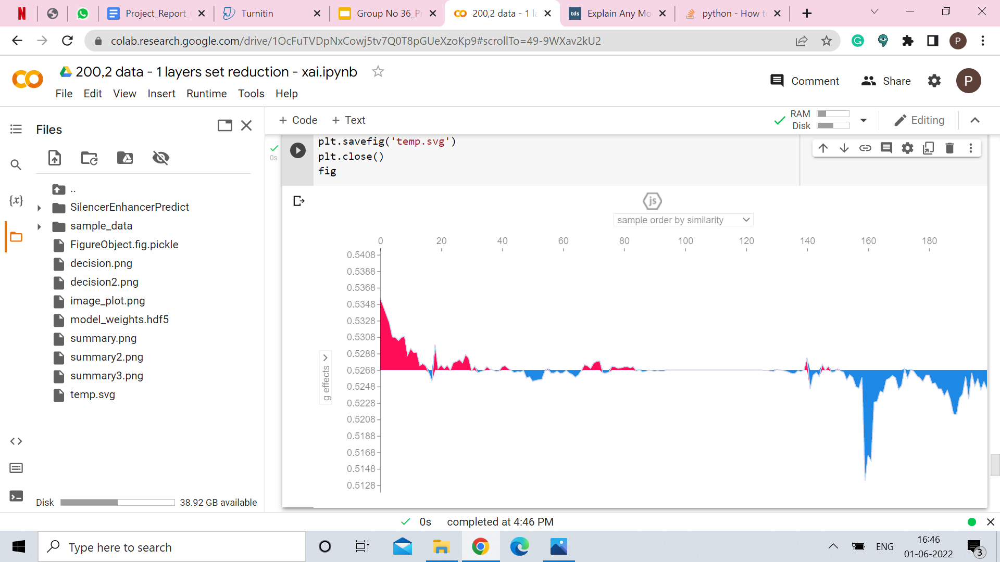 Project_Report_
Turnitin
Group No 36_P
200,2 data - 1 l
tds
Explain Any Mo
python - How t
colab.research.google.com/drive/1OcFuTVDpNxCowj5tv7Q0T8pGUeXzoKp9#scrollTo=49-9WXav2kU2
P
200,2 data - 1 layers set reduction - xai.ipynb
Comment
Share
P
File Edit View Insert Runtime Tools Help
Files
+ Code + Text
RAM
Disk
Editing
plt.savefig('temp.svg')
plt.close()
fig
0s
{x}
..
SilencerEnhancerPredict
sample_data
FigureObject.fig.pickle
decision.png
decision2.png
image_plot.png
model_weights.hdf5
summary.png
summary2.png
summary3.png
temp.svg
Disk
38.92 GB available
js
sample order by similarity
0 20 40 60 80 100 120 140 160 180
0.5408
0.5388
0.5368
0.5348
0.5328
0.5308
0.5288
0.5268
0.5248
0.5228
0.5208
0.5188
0.5168
0.5148
0.5128
g effects
0s completed at 4:46 PM
Type here to search
ENG
16:46
01-06-2022
3